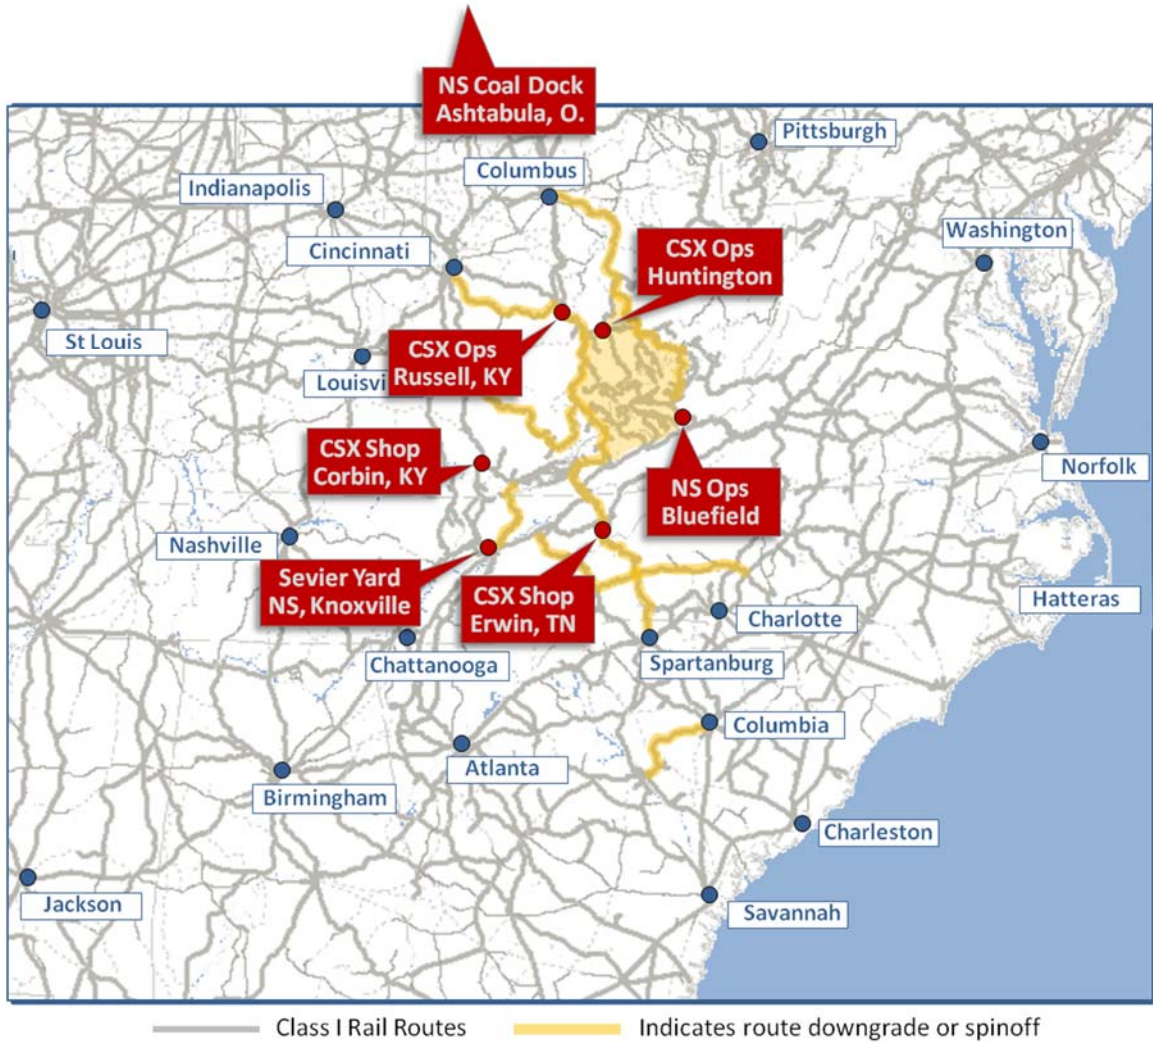 NS Coal Dock
Ashtabula, O.
Pittsburgh
Columbus
Indianapolis
Washington
CSX Ops
Huntington
Cincinnati
St Louis
CSX Ops
Russell, KY
Louisvi
CSX Shop
Corbin, KY
Norfolk
NS Ops
Bluefield
Nashville
Sevier Yard
NS, Knoxville
CSX Shop
Erwin, TN
Hatteras
Charlotte
Chattanooga
Spartanburg
Columbia
Atlanta
Birmingham
Charleston
Jackson
Savannah
Class I Rail Routes
Indicates route downgrade or spinoff